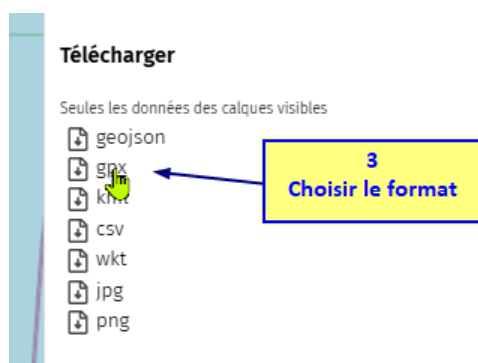 Télécharger
Seules les données des calques visibles
geojson
gpx
kml
csv
wkt
jpg
png
3
Choisir le format